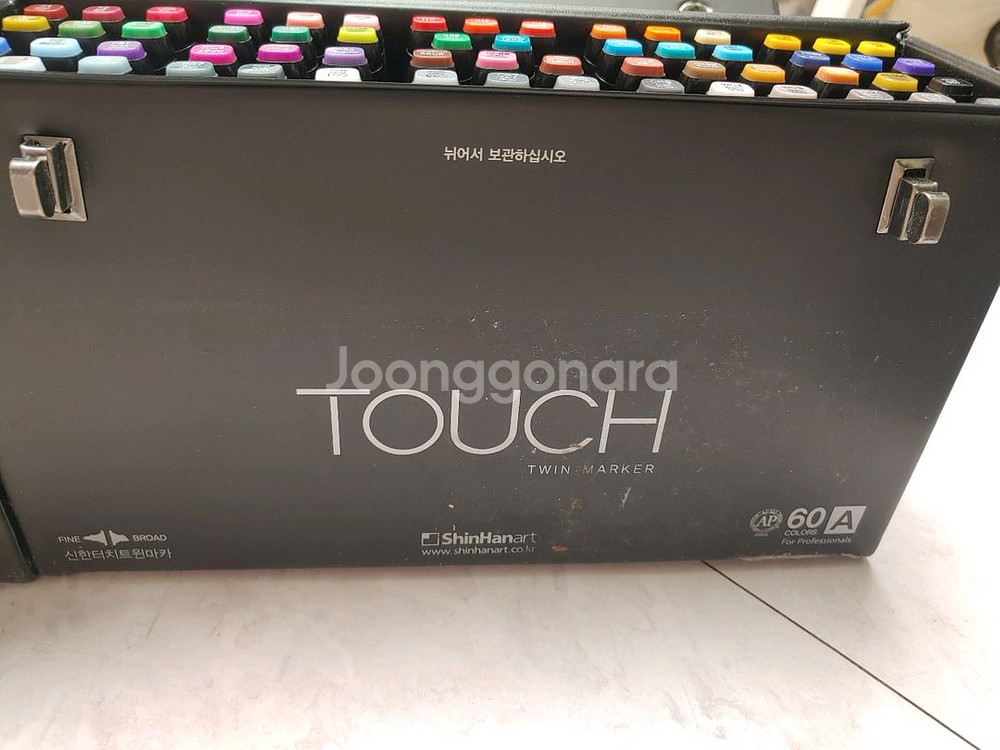 뉘어서 보관하십시오
Joonggonara
TOUCH
TWIN MARKER
FINE BROAD
신한터치트윈마카
ShinHanart
www.shinhanart.co.kr
AP
60 A
COLORS
For Professionals